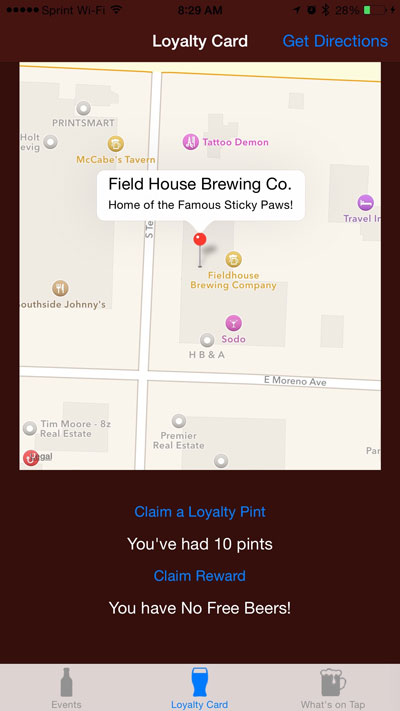 Sprint Wi-Fi 8:29 AM 28%
Loyalty Card Get Directions
PRINTSMART
Holt
evig
Tattoo Demon
McCabe's Tavern
Field House Brewing Co.
Home of the Famous Sticky Paws!
Travel In
S Te
Fieldhouse
Brewing Company
outhside Johnny's
Sodo
H B & A
E Moreno Ave
Tim Moore - 8z
Real Estate
Premier
Real Estate
Par
Legal
Claim a Loyalty Pint
You've had 10 pints
Claim Reward
You have No Free Beers!
Events Loyalty Card What's on Tap